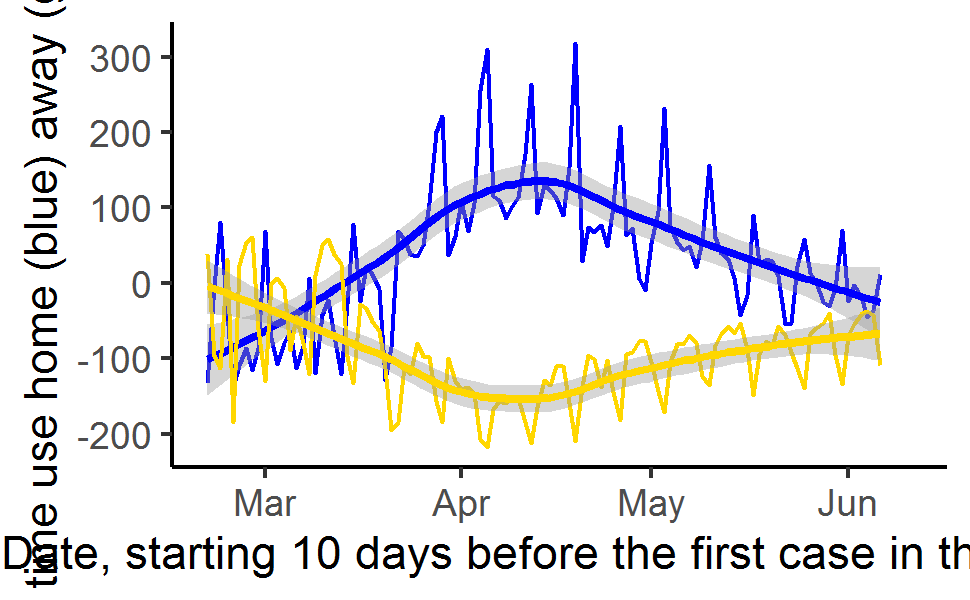 time use home (blue) away (
300
200
100
0
-100
-200
Mar Apr May Jun
Date, starting 10 days before the first case in th